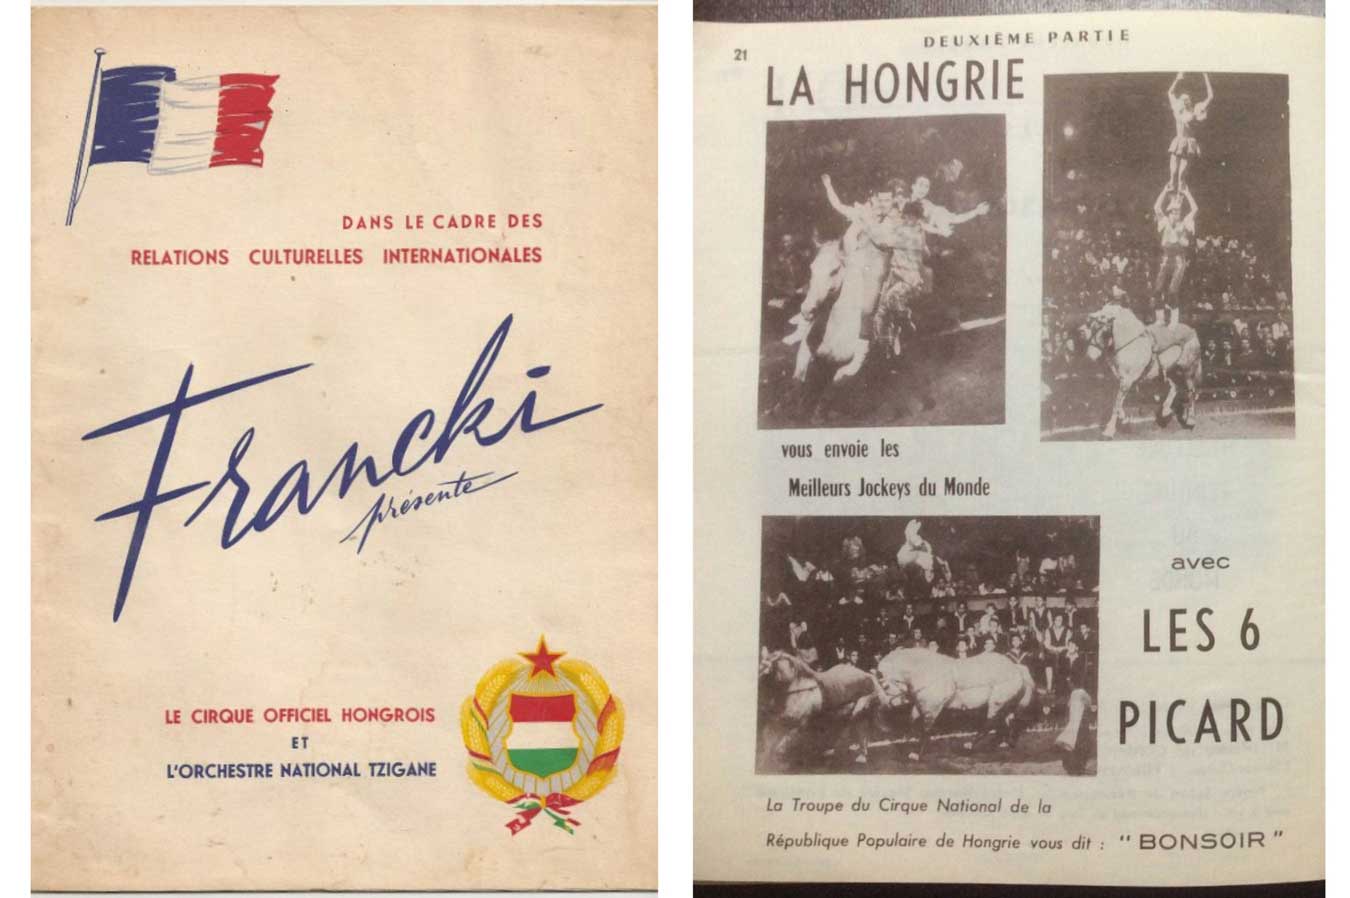 DANS LE CADRE DES
RELATIONS CULTURELLES INTERNATIONALES
Francki
présente
LE CIRQUE OFFICIEL HONGROIS
ET
L'ORCHESTRE NATIONAL TZIGANE
DEUXIÈME PARTIE
21
LA HONGRIE
vous envoie les
Meilleurs Jockeys du Monde
avec
LES 6
PICARD
La Troupe du Cirque National de la
République Populaire de Hongrie vous dit : " BONSOIR "